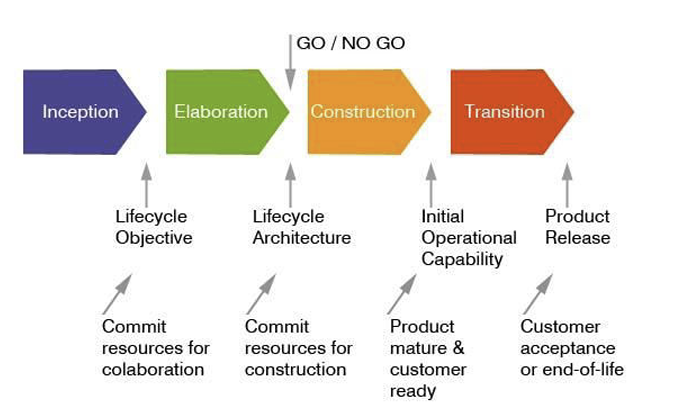 GO / NO GO
Inception
Elaboration
Construction
Transition
Lifecycle
Objective
Lifecycle
Architecture
Initial
Operational
Capability
Product
Release
Commit
resources for
colaboration
Commit
resources for
construction
Product
mature &
customer
ready
Customer
acceptance
or end-of-life